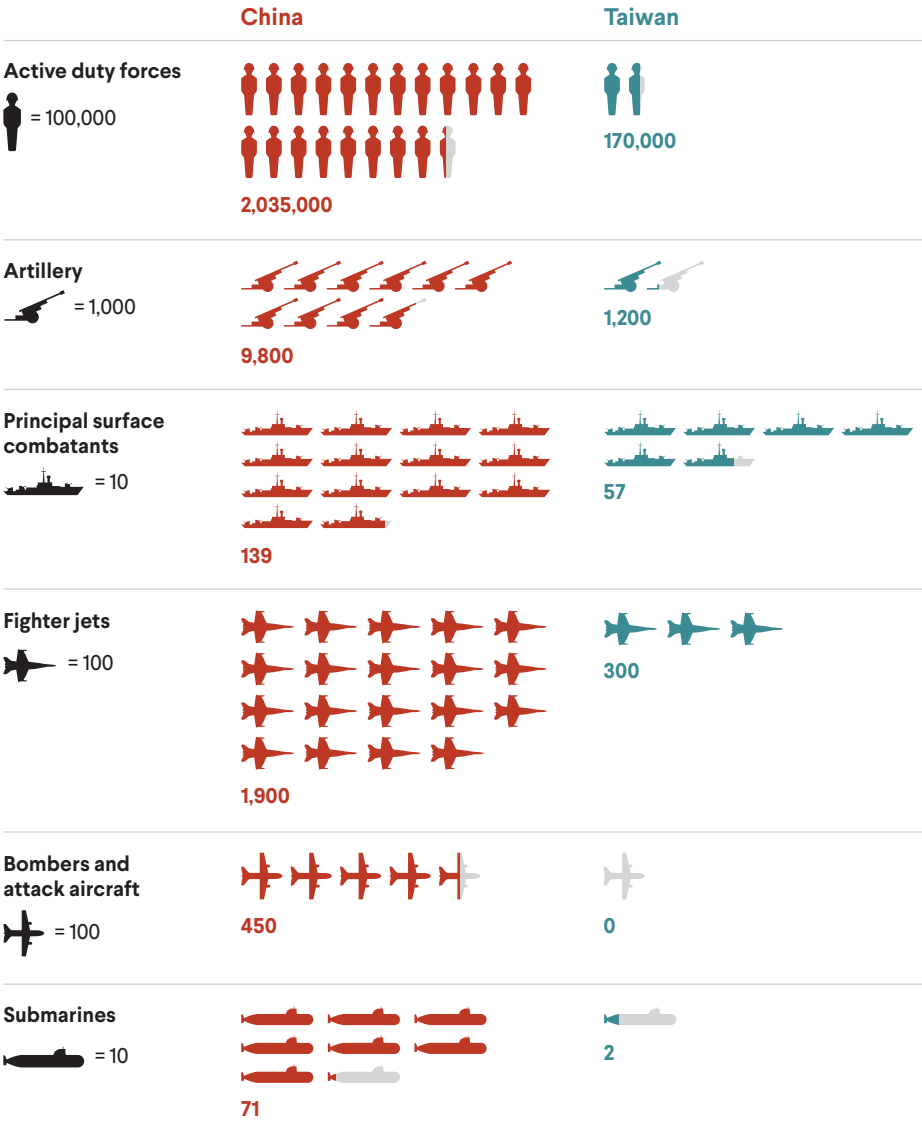 China Taiwan
Active duty forces
= 100,000
2,035,000
170,000
Artillery
= 1,000
9,800
1,200
Principal surface
combatants
= 10
139
57
Fighter jets
= 100
1,900
300
Bombers and
attack aircraft
= 100
450
0
Submarines
= 10
71
2